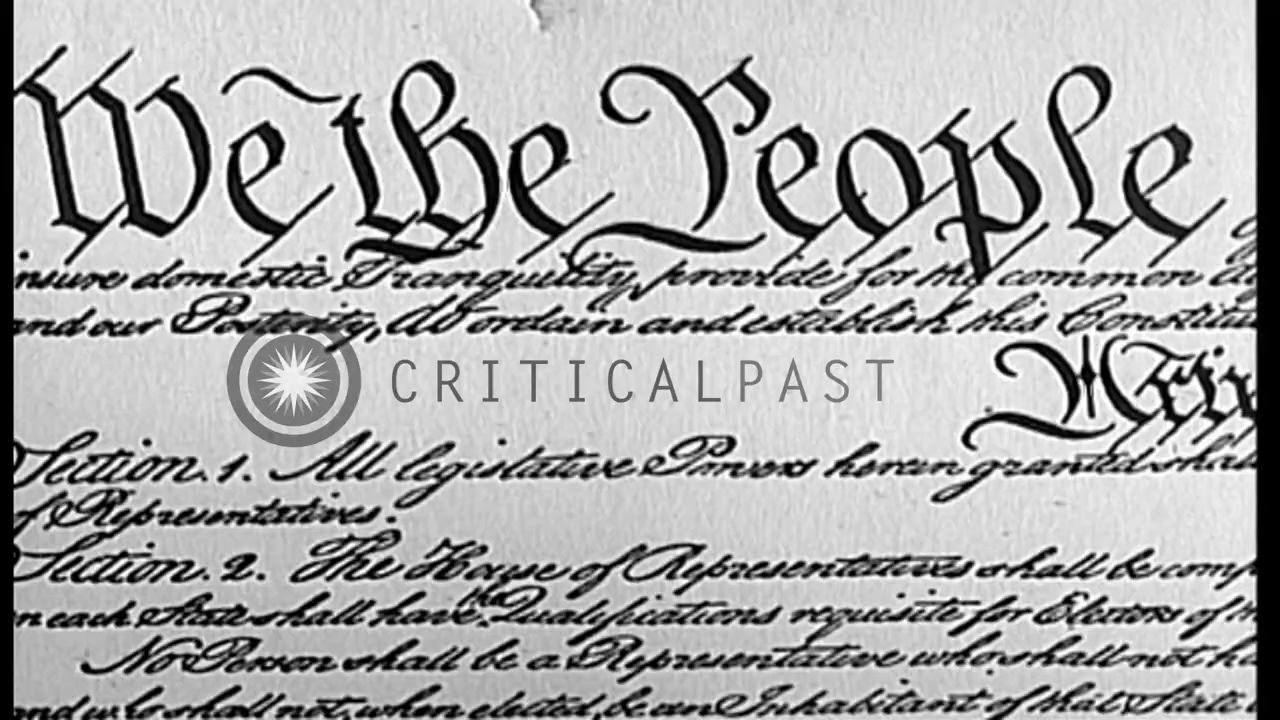 We the People
insure domestic Tranquility, provide for the common
and our Posterity, do ordain and establish this
CRITICALPAST
Section. 1. All legislative Powers herein granted shall
of Representatives.
Section. 2. The House of Representatives shall be
in each State shall have the Qualifications requisite for Electors of
No Person shall be a Representative who shall not
and who shall not, when elected, be an Inhabitant of that State